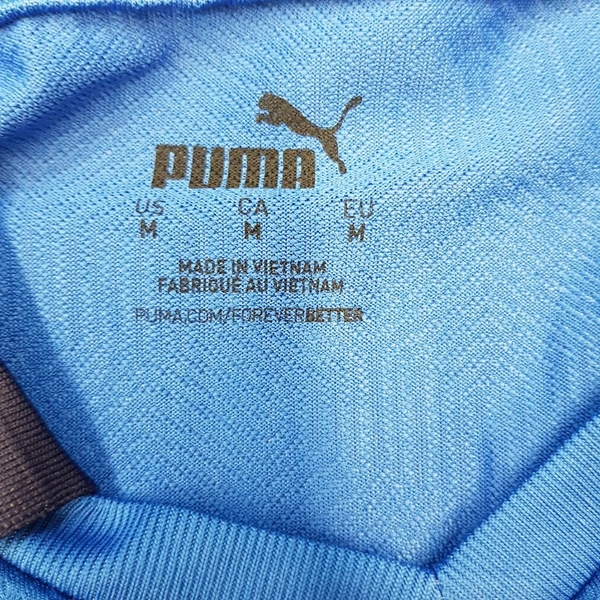 PUMA
US CA EU
M M M
MADE IN VIETNAM
FABRIQUÉ AU VIETNAM
PUMA.COM/FOREVERBETTER